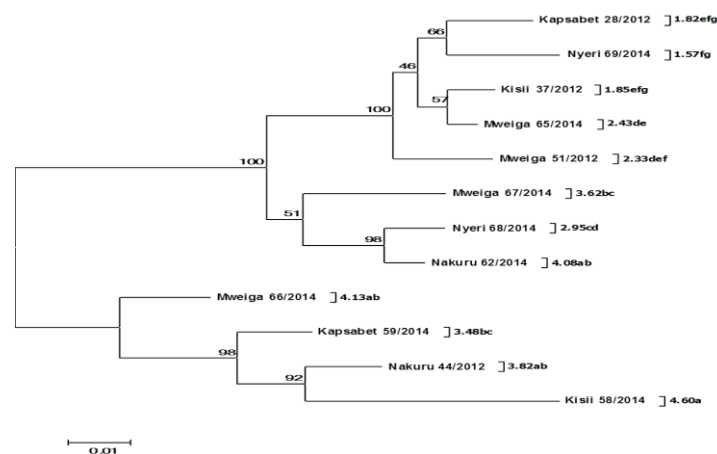 Kapsabet 28/2012 1.82efg
66
Nyeri 69/2014 1.57fg
46
Kisii 37/2012 1.85efg
57
100
Mweiga 65/2014 2.43de
Mweiga 51/2012 2.33def
100
Mweiga 67/2014 3.62bc
51
Nyeri 68/2014 2.95cd
98
Nakuru 62/2014 4.08ab
Mweiga 66/2014 4.13ab
Kapsabet 59/2014 3.48bc
98
Nakuru 44/2012 3.82ab
92
Kisii 58/2014 4.60a
0.01